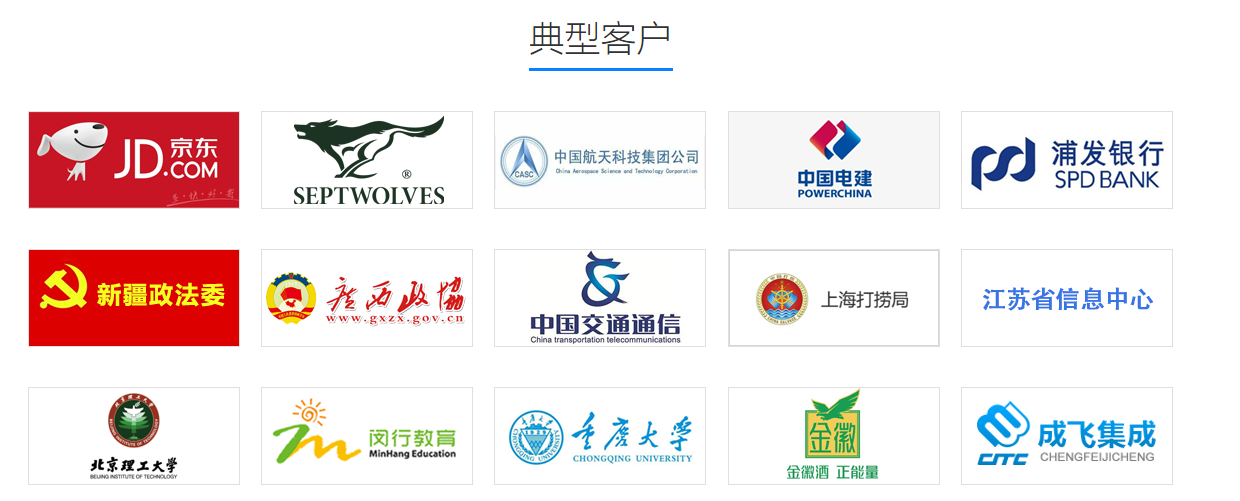 典型客户
JD.COM 京东
多·快·好·省
SEPTWOLVES
®
CASC
中国航天科技集团公司
China Aerospace Science and Technology Corporation
中国电建
POWERCHINA
浦发银行
SPD BANK
新疆政法委
广西政協
www.gxzx.gov.cn
中国交通通信
China transportation telecommunications
上海打捞局
江苏省信息中心
北京理工大学
BEIJING INSTITUTE OF TECHNOLOGY
闵行教育
MinHang Education
重庆大学
CHONGQING UNIVERSITY
金徽
金徽酒 正能量
CITC
成飞集成
CHENGFEIJICHENG